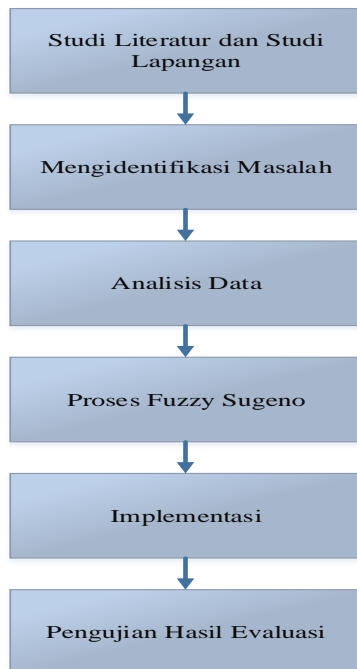 Studi Literatur dan Studi
Lapangan
Mengidentifikasi Masalah
Analisis Data
Proses Fuzzy Sugeno
Implementasi
Pengujian Hasil Evaluasi